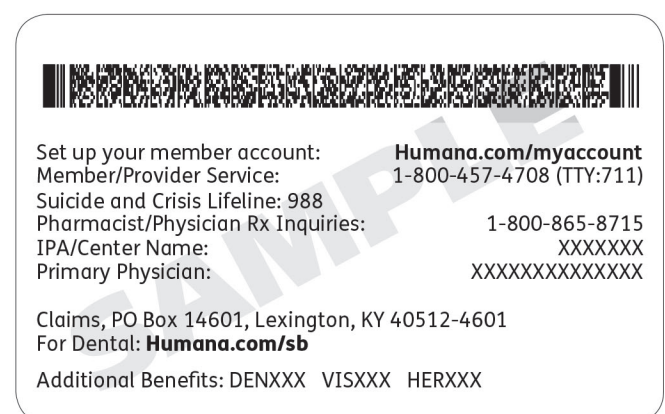 Set up your member account: Humana.com/myaccount
Member/Provider Service: 1-800-457-4708 (TTY:711)
Suicide and Crisis Lifeline: 988
Pharmacist/Physician Rx Inquiries: 1-800-865-8715
IPA/Center Name: XXXXXXX
Primary Physician: XXXXXXXXXXXXXX
Claims, PO Box 14601, Lexington, KY 40512-4601
For Dental: Humana.com/sb
Additional Benefits: DENXXX VISXXX HERXXX
SAMPLE